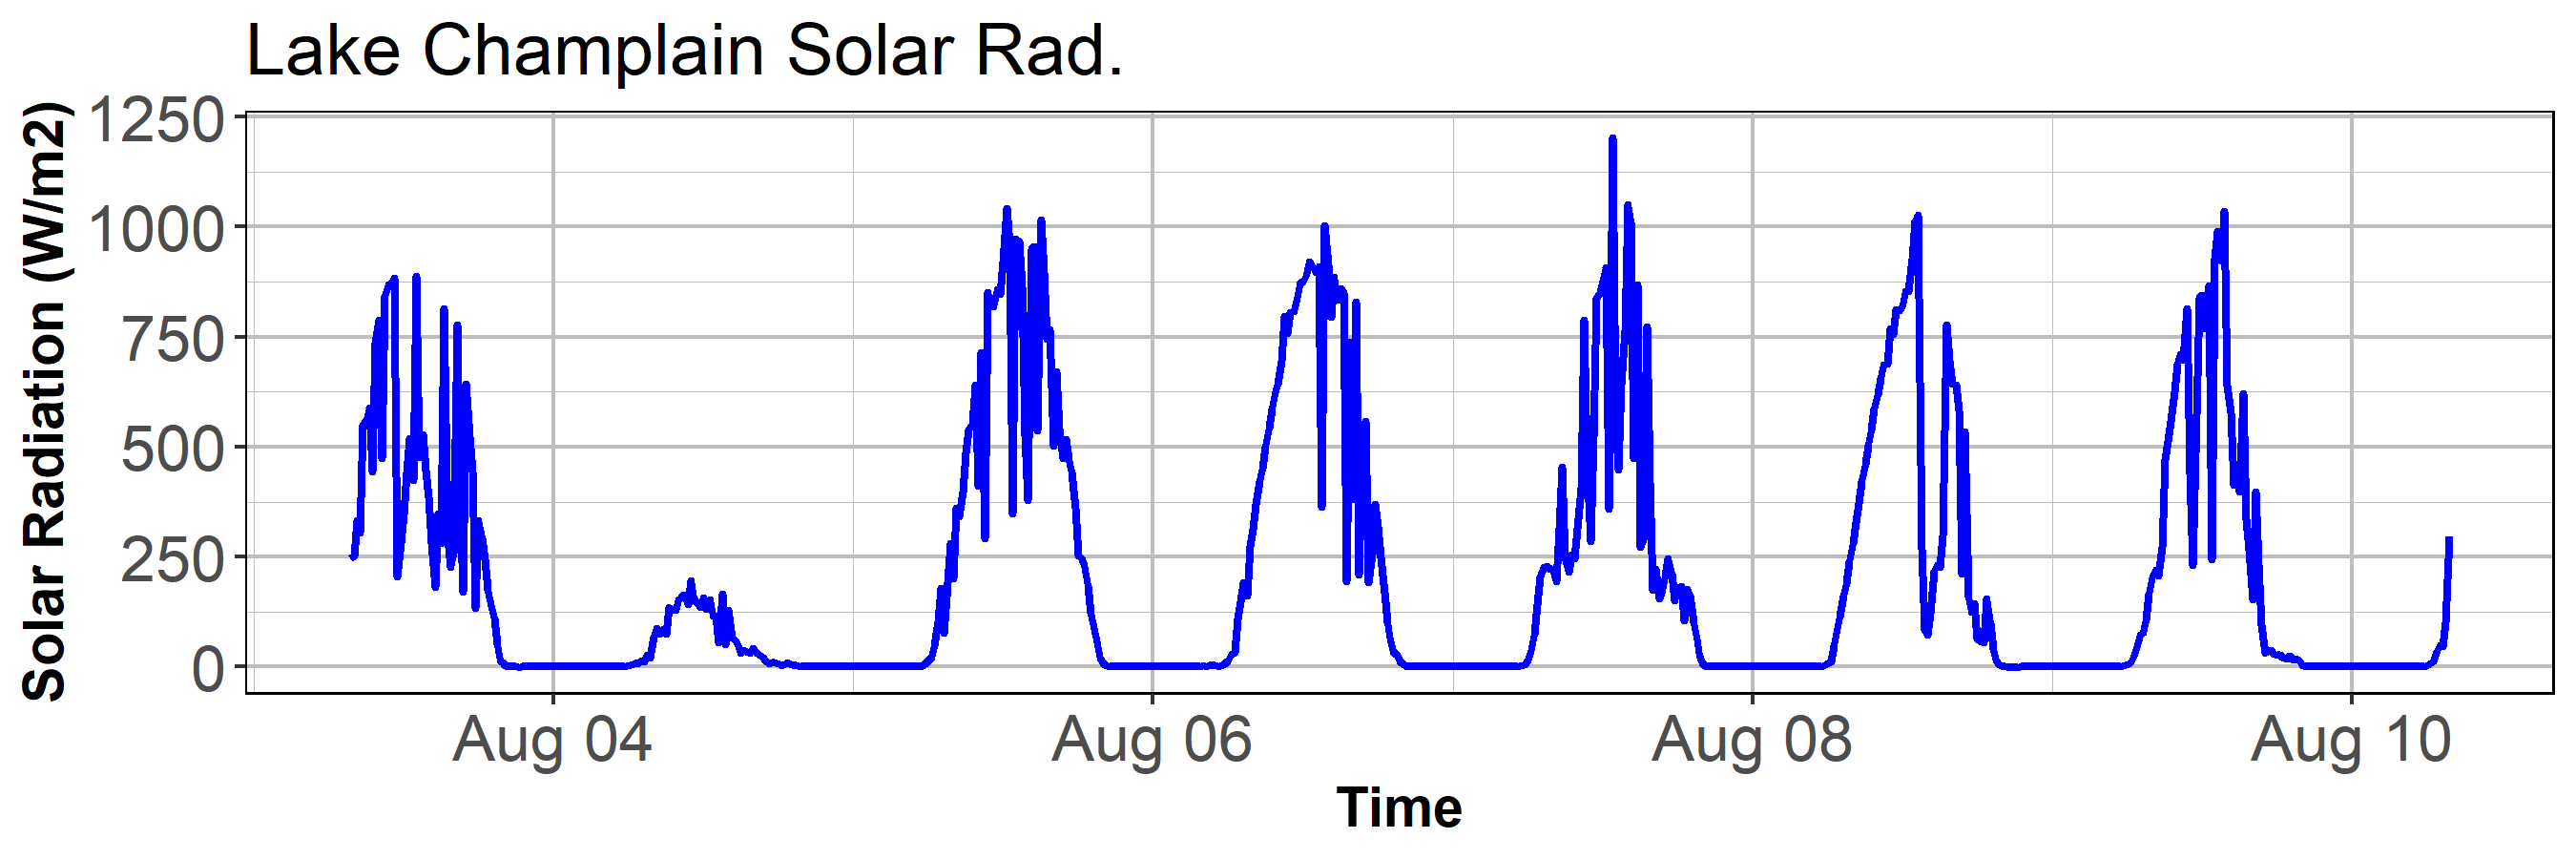 Lake Champlain Solar Rad.
Solar Radiation (W/m2)
1250
1000
750
500
250
0
Aug 04 Aug 06 Aug 08 Aug 10
Time